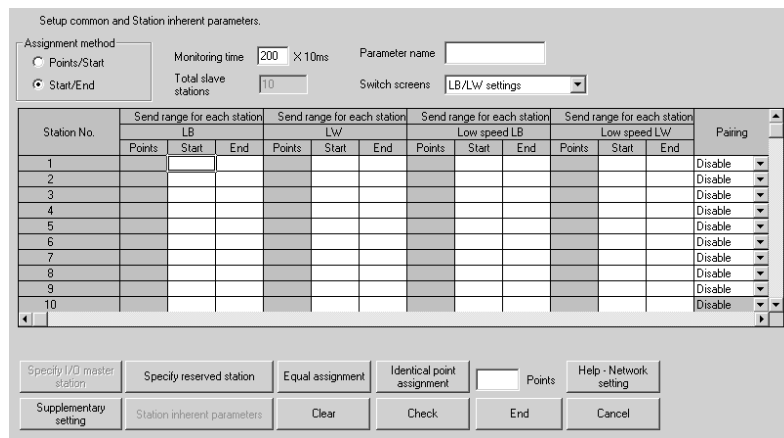 Setup common and Station inherent parameters.
Assignment method
Points/Start
Start/End
Monitoring time 200 X 10ms
Parameter name
Total slave stations 10
Switch screens LB/LW settings
Station No. Send range for each station Send range for each station Send range for each station Send range for each station Pairing
LB LW Low speed LB Low speed LW
Points Start End Points Start End Points Start End Points Start End
1 Disable
2 Disable
3 Disable
4 Disable
5 Disable
6 Disable
7 Disable
8 Disable
9 Disable
10 Disable
Specify I/O master station Specify reserved station Equal assignment Identical point assignment Points Help - Network setting
Supplementary setting Station inherent parameters Clear Check End Cancel